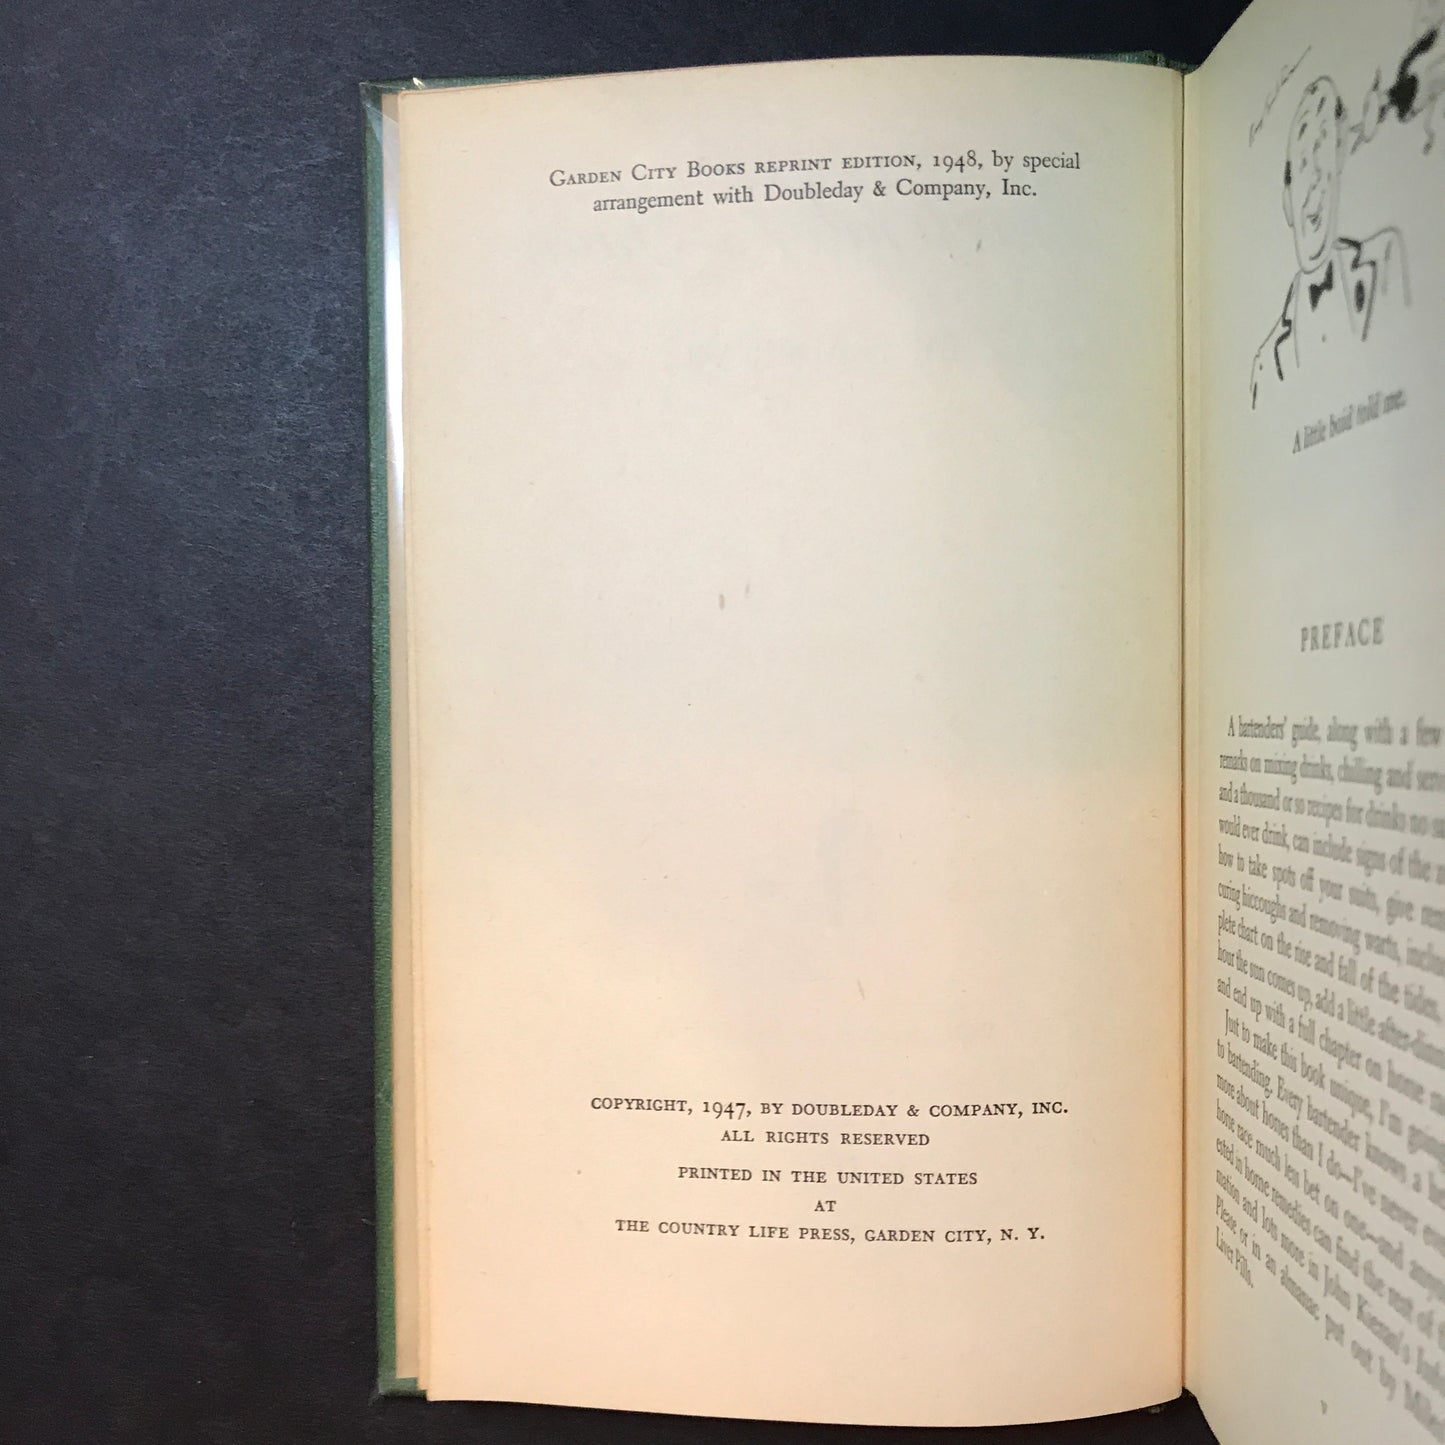 GARDEN CITY BOOKS REPRINT EDITION, 1948, by special
arrangement with Doubleday & Company, Inc.
COPYRIGHT, 1947, BY DOUBLEDAY & COMPANY, INC.
ALL RIGHTS RESERVED
PRINTED IN THE UNITED STATES
AT
THE COUNTRY LIFE PRESS, GARDEN CITY, N. Y.
A little boid told me.
PREFACE
A bartenders' guide, along with a few
remarks on mixing drinks, chilling and
and a thousand or so recipes for drinks no
would ever drink, can include signs of the
how to take spots off your suits, give
curing hiccoughs and removing warts,
plete chart on the rise and fall of the tides.
hour the sun comes up, add a little
and end up with a full chapter on
Just to make this book unique, I'm
to bartending. Every bartender knows a
more about horses than I do—I've never
horse race much less bet on one—and
ested in home remedies can find the rest of
mation and lots more in John Kieran's
Please or in an almanac put out by
Liver Pills.
v